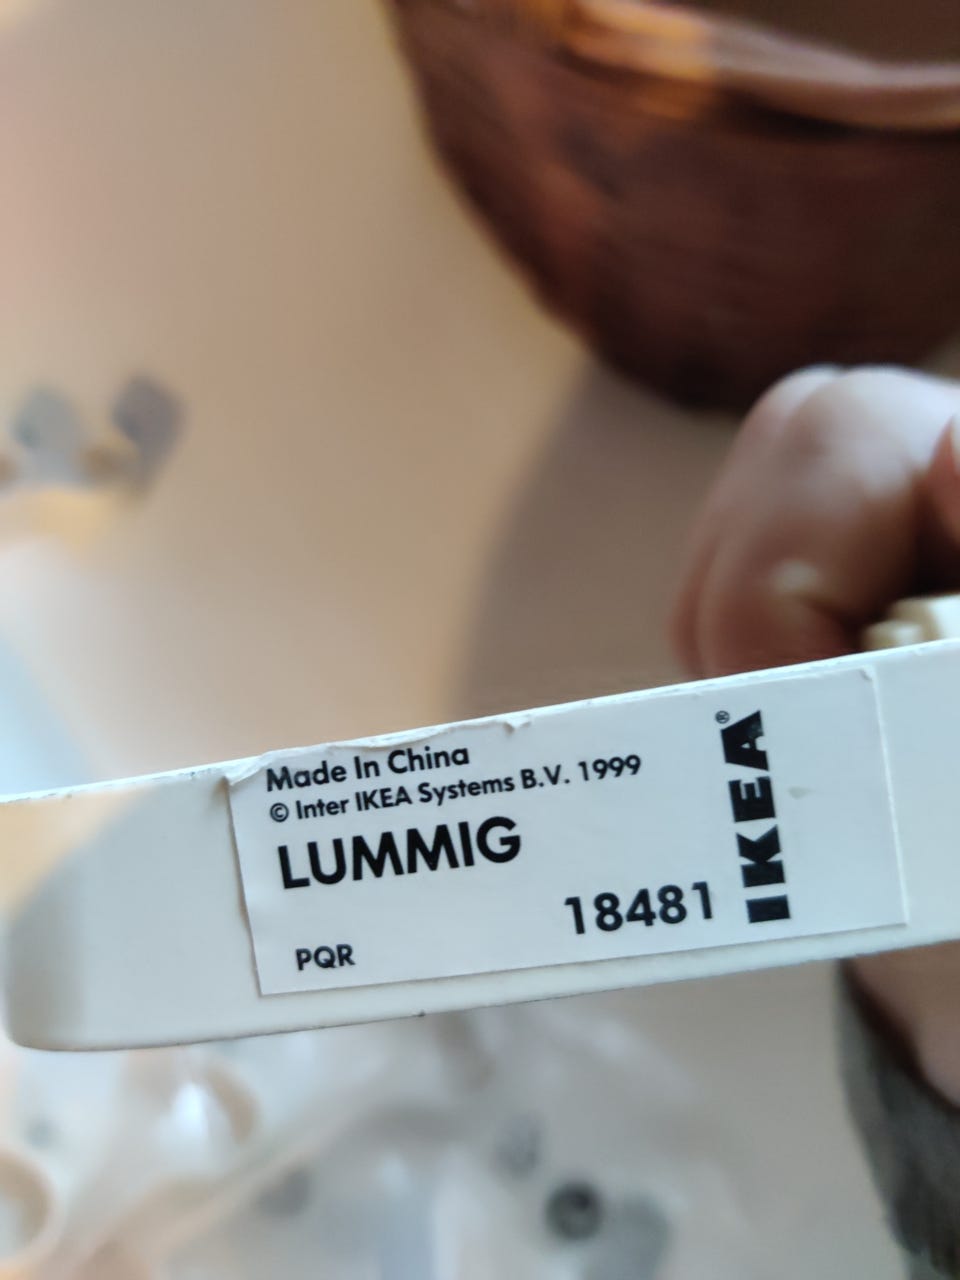 Made In China
© Inter IKEA Systems B.V. 1999
LUMMIG
18481
PQR
IKEA®